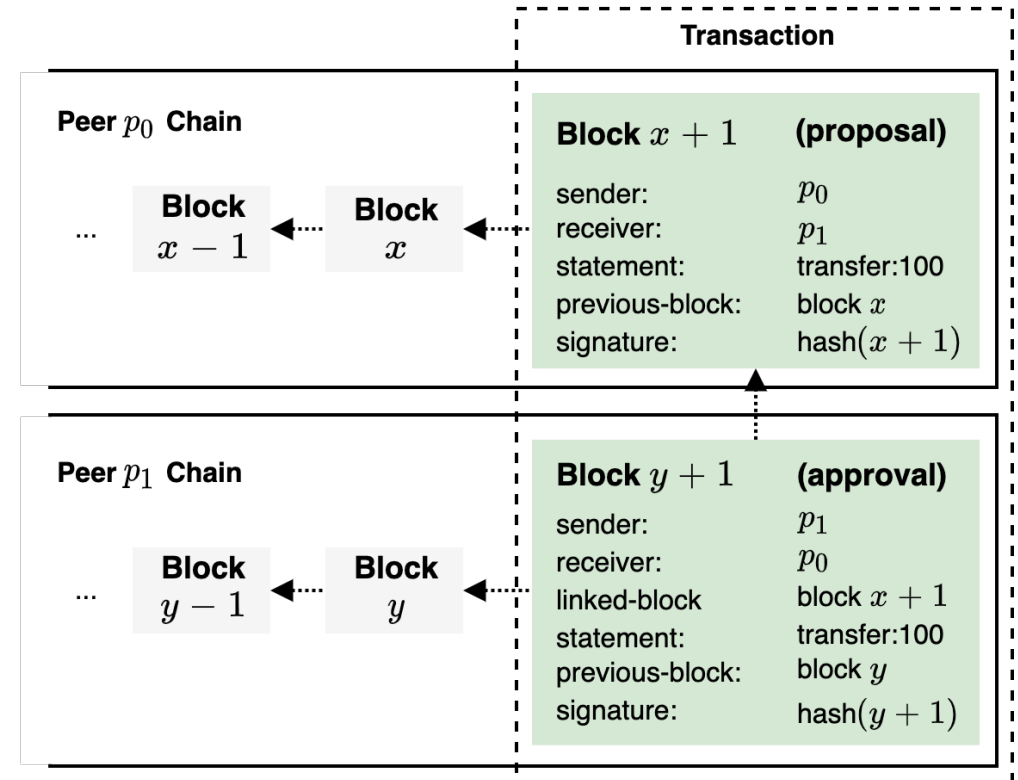 Transaction
Peer p0 Chain
Block x + 1 (proposal)
sender: p0
receiver: p1
statement: transfer:100
previous-block: block x
signature: hash(x + 1)
... Block x − 1 Block x
Peer p1 Chain
Block y + 1 (approval)
sender: p1
receiver: p0
linked-block block x + 1
statement: transfer:100
previous-block: block y
signature: hash(y + 1)
... Block y − 1 Block y